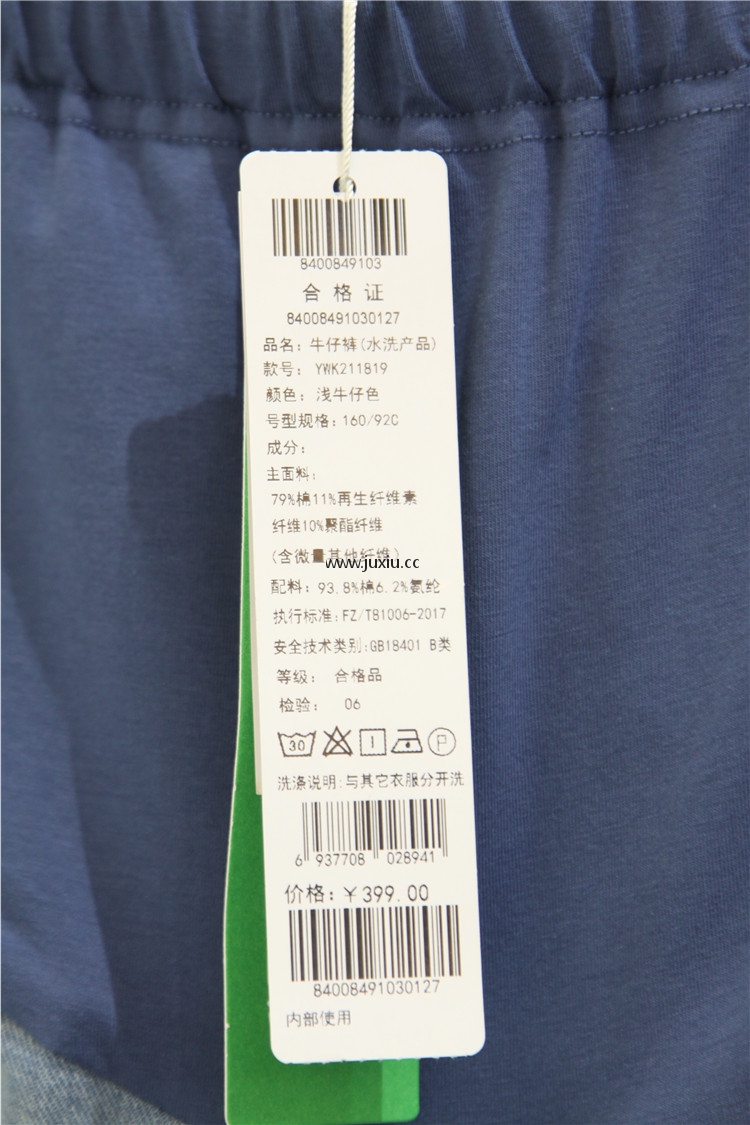 8400849103
合格证
84008491030127
品名: 牛仔裤(水洗产品)
款号: YWK211819
颜色: 浅牛仔色
号型规格: 160/92C
成分:
主面料:
79%棉11%再生纤维素
纤维10%聚酯纤维
(含微量其他纤维)
www.juxiu.cc
配料: 93.8%棉6.2%氨纶
执行标准:FZ/T81006-2017
安全技术类别:GB18401 B类
等级: 合格品
检验: 06
30 P
洗涤说明:与其它衣服分开洗
6 937708 028941
价格:￥399.00
84008491030127
内部使用